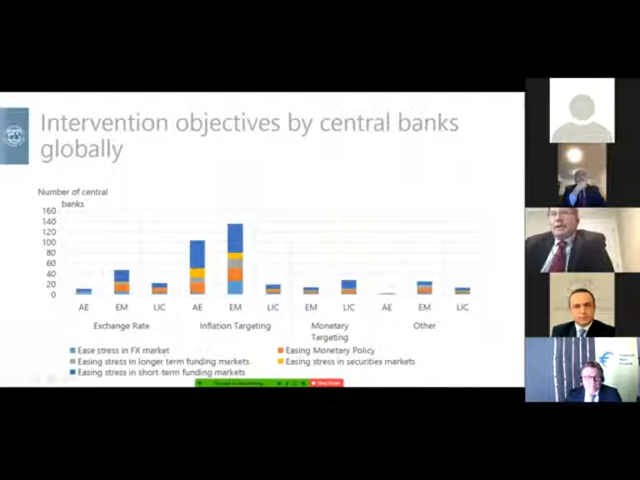 Intervention objectives by central banks
globally
Number of central
banks
160
140
120
100
80
60
40
20
0
AE EM LIC AE EM LIC EM LIC AE EM LIC
Exchange Rate Inflation Targeting Monetary Other
Targeting
Ease stress in FX market Easing Monetary Policy
Easing stress in longer term funding markets Easing stress in securities markets
Easing stress in short-term funding markets